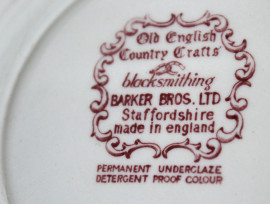 Old English
Country Crafts
blacksmithing
BARKER BROS. LTD
Staffordshire
made in england
PERMANENT UNDERGLAZE
DETERGENT PROOF COLOUR